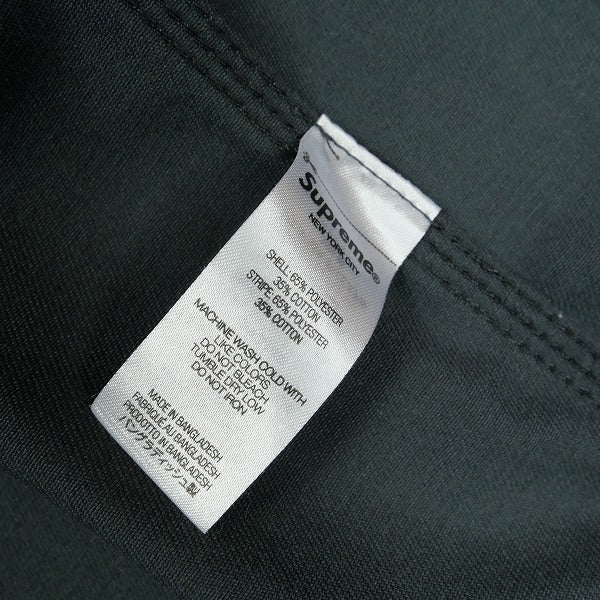 Supreme®
NEW YORK CITY
SHELL: 65% POLYESTER
35% COTTON
STRIPE: 65% POLYESTER
35% COTTON
MACHINE WASH COLD WITH
LIKE COLORS
DO NOT BLEACH
TUMBLE DRY LOW
DO NOT IRON
MADE IN BANGLADESH
FABRIQUÉ AU BANGLADESH
PRODOTTO IN BANGLADESH
バングラディッシュ製